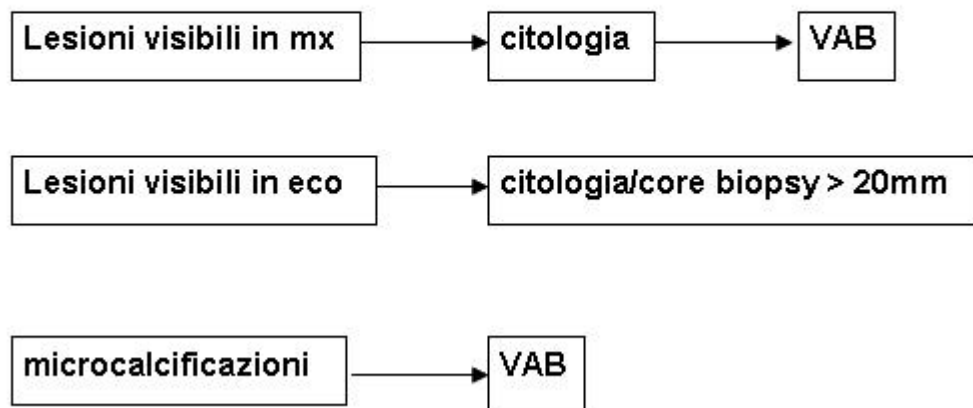 Lesioni visibili in mx citologia VAB
Lesioni visibili in eco citologia/core biopsy > 20mm
microcalcificazioni VAB